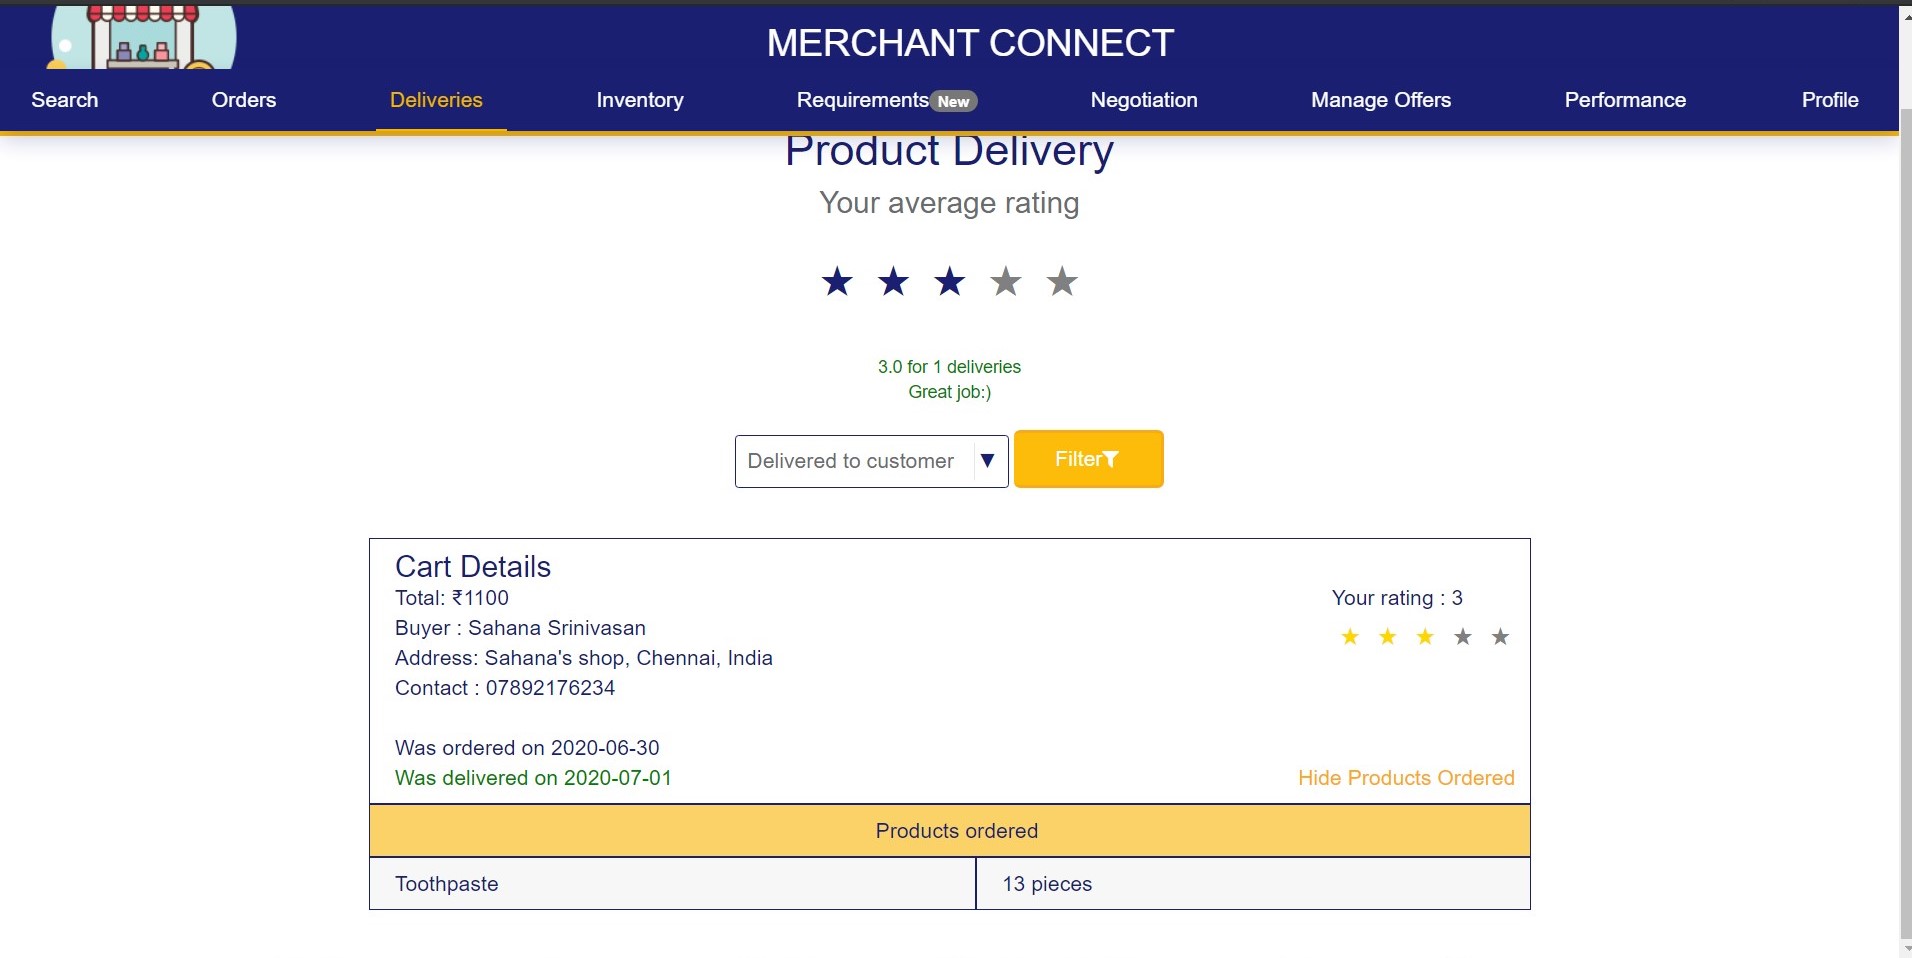 MERCHANT CONNECT
Search Orders Deliveries Inventory Requirements New Negotiation Manage Offers Performance Profile
Product Delivery
Your average rating
★ ★ ★ ★ ★
3.0 for 1 deliveries
Great job:)
Delivered to customer ▼ Filter
Cart Details
Total: ₹1100
Your rating : 3
Buyer : Sahana Srinivasan
★ ★ ★ ★ ★
Address: Sahana's shop, Chennai, India
Contact : 07892176234
Was ordered on 2020-06-30
Was delivered on 2020-07-01
Hide Products Ordered
Products ordered
Toothpaste 13 pieces